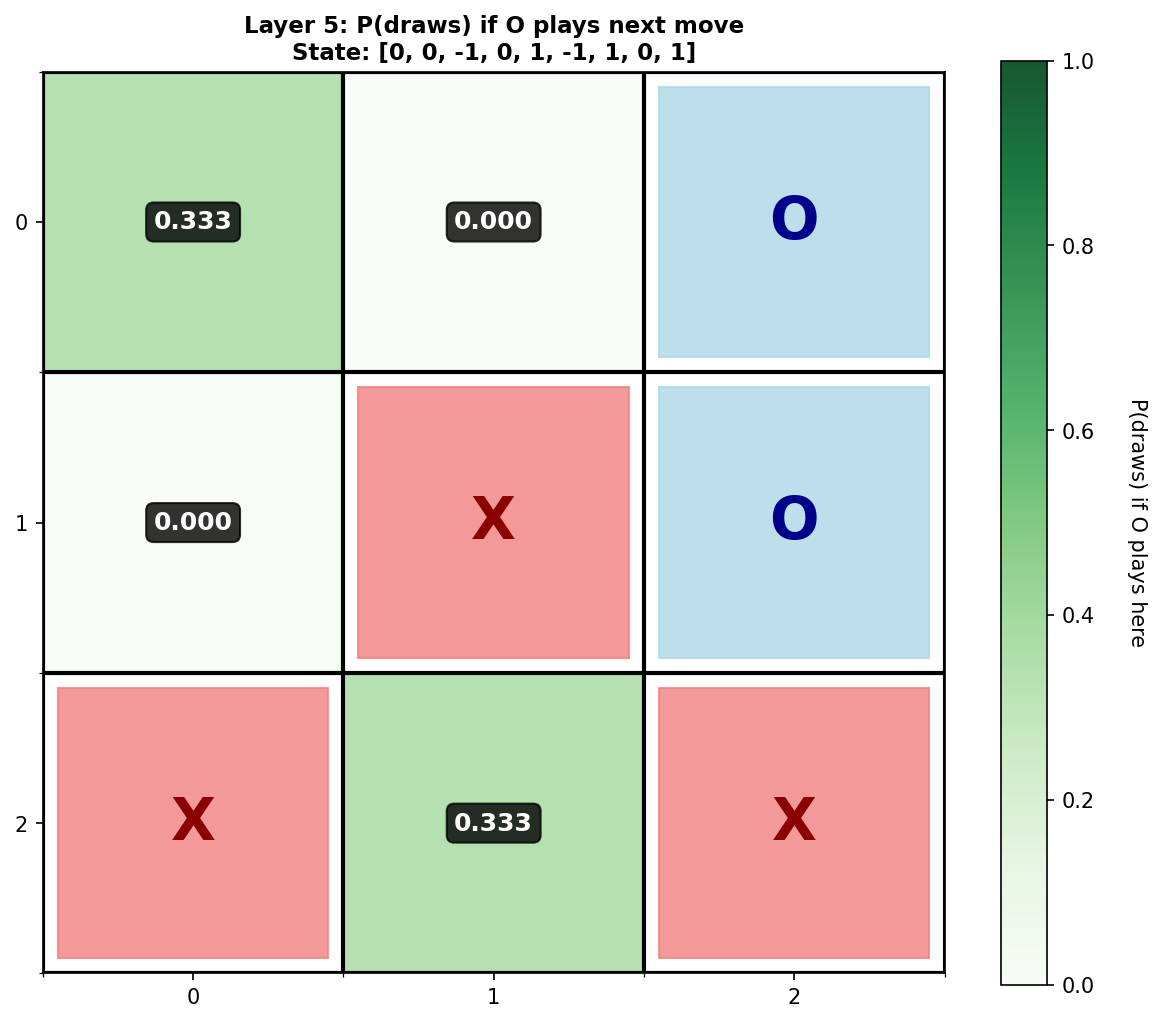 Layer 5: P(draws) if O plays next move
State: [0, 0, -1, 0, 1, -1, 1, 0, 1]
0.333
0.000
O
0.000
X
O
X
0.333
X
0
1
2
0
1
2
1.0
0.8
0.6
0.4
0.2
0.0
P(draws) if O plays here